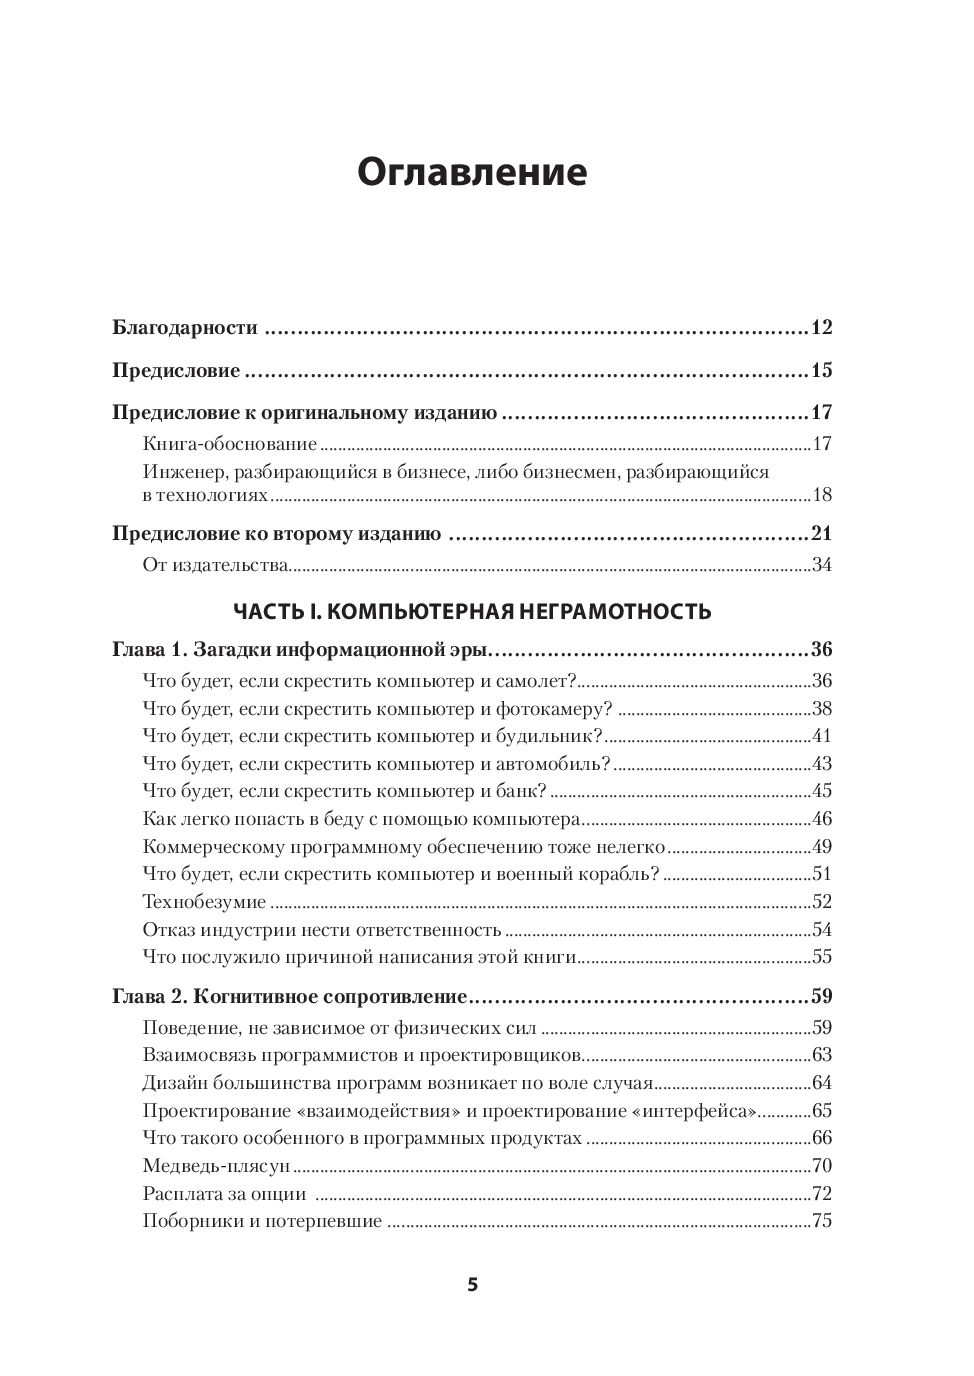 Оглавление
Благодарности ....................................................................12
Предисловие ......................................................................15
Предисловие к оригинальному изданию ......................................17
Книга-обоснование ..............................................................17
Инженер, разбирающийся в бизнесе, либо бизнесмен, разбирающийся
в технологиях ....................................................................18
Предисловие ко второму изданию ............................................21
От издательства..................................................................34
ЧАСТЬ I. КОМПЬЮТЕРНАЯ НЕГРАМОТНОСТЬ
Глава 1. Загадки информационной эры........................................36
Что будет, если скрестить компьютер и самолет?............................36
Что будет, если скрестить компьютер и фотокамеру? ........................38
Что будет, если скрестить компьютер и будильник?..........................41
Что будет, если скрестить компьютер и автомобиль?.........................43
Что будет, если скрестить компьютер и банк? ...............................45
Как легко попасть в беду с помощью компьютера............................46
Коммерческому программному обеспечению тоже нелегко...................49
Что будет, если скрестить компьютер и военный корабль? ..................51
Технобезумие ....................................................................52
Отказ индустрии нести ответственность ......................................54
Что послужило причиной написания этой книги.............................55
Глава 2. Когнитивное сопротивление..........................................59
Поведение, не зависимое от физических сил .................................59
Взаимосвязь программистов и проектировщиков............................63
Дизайн большинства программ возникает по воле случая....................64
Проектирование «взаимодействия» и проектирование «интерфейса»............65
Что такого особенного в программных продуктах ............................66
Медведь-плясун ..................................................................70
Расплата за опции ...............................................................72
Поборники и потерпевшие ......................................................75
5